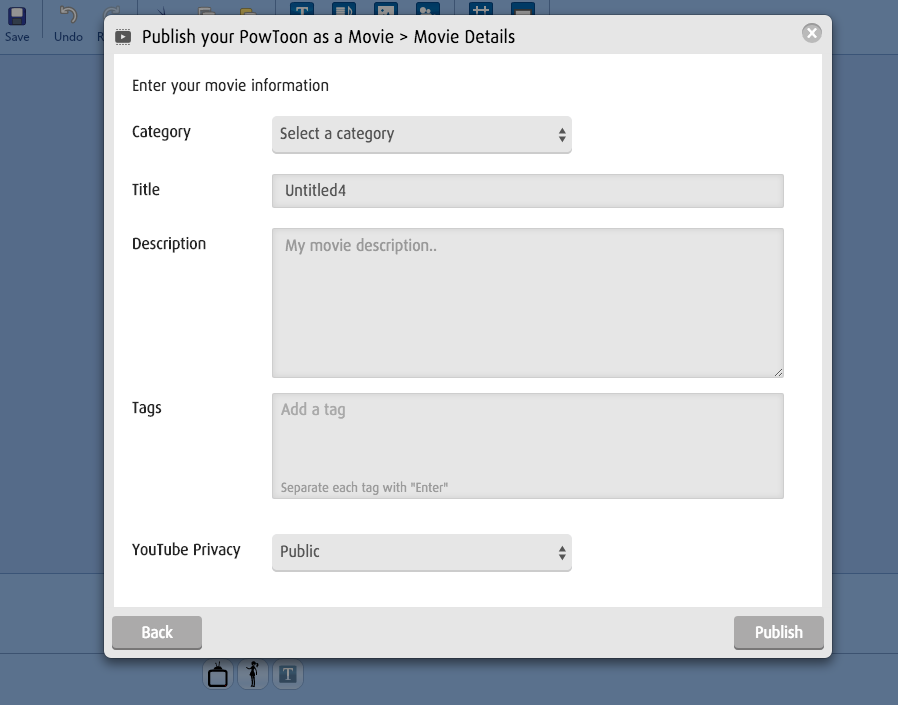 Publish your PowToon as a Movie > Movie Details
Save
Undo
Enter your movie information
Category
Select a category
Title
Untitled4
Description
My movie description..
Tags
Add a tag
Separate each tag with "Enter"
YouTube Privacy
Public
Back
Publish
T